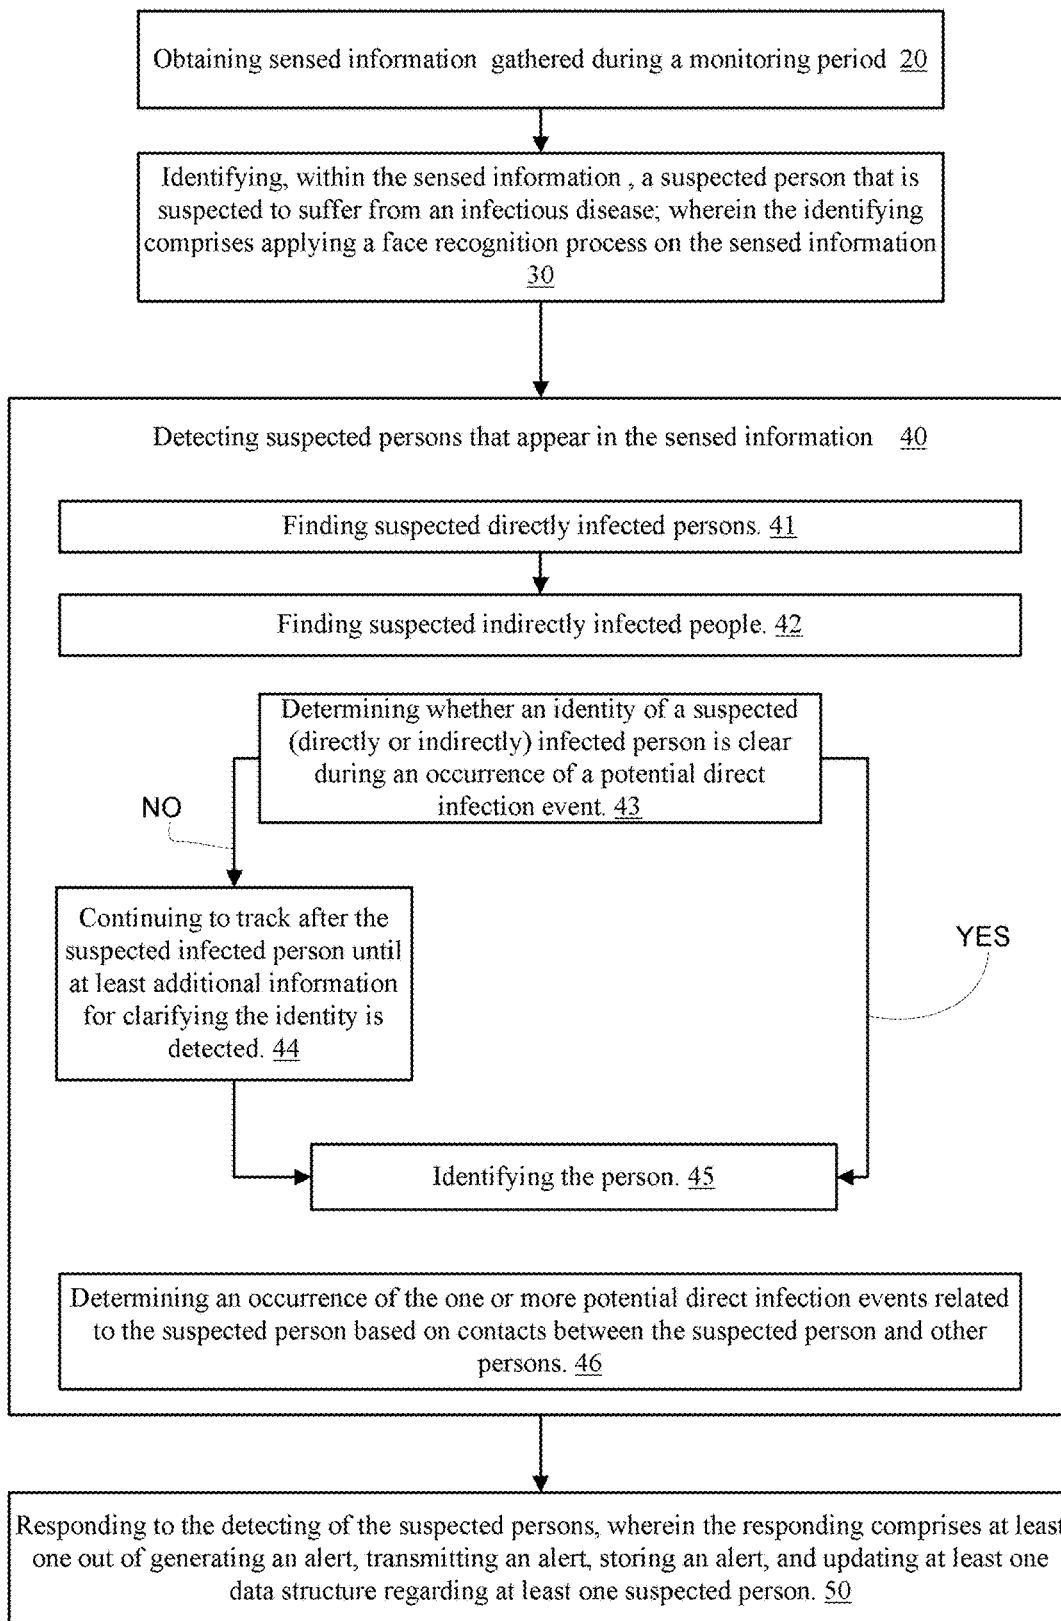 Obtaining sensed information gathered during a monitoring period 20
Identifying, within the sensed information , a suspected person that is
suspected to suffer from an infectious disease; wherein the identifying
comprises applying a face recognition process on the sensed information
30
Detecting suspected persons that appear in the sensed information 40
Finding suspected directly infected persons. 41
Finding suspected indirectly infected people. 42
Determining whether an identity of a suspected
(directly or indirectly) infected person is clear
during an occurrence of a potential direct
infection event. 43
NO
Continuing to track after the
suspected infected person until
at least additional information
for clarifying the identity is
detected. 44
YES
Identifying the person. 45
Determining an occurrence of the one or more potential direct infection events related
to the suspected person based on contacts between the suspected person and other
persons. 46
Responding to the detecting of the suspected persons, wherein the responding comprises at least
one out of generating an alert, transmitting an alert, storing an alert, and updating at least one
data structure regarding at least one suspected person. 50